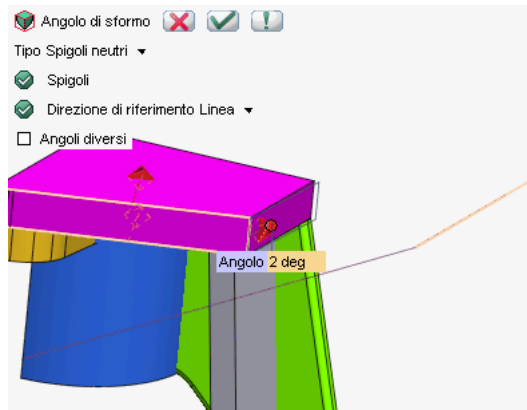 Angolo di sformo
Tipo Spigoli neutri
Spigoli
Direzione di riferimento Linea
Angoli diversi
Angolo 2 deg